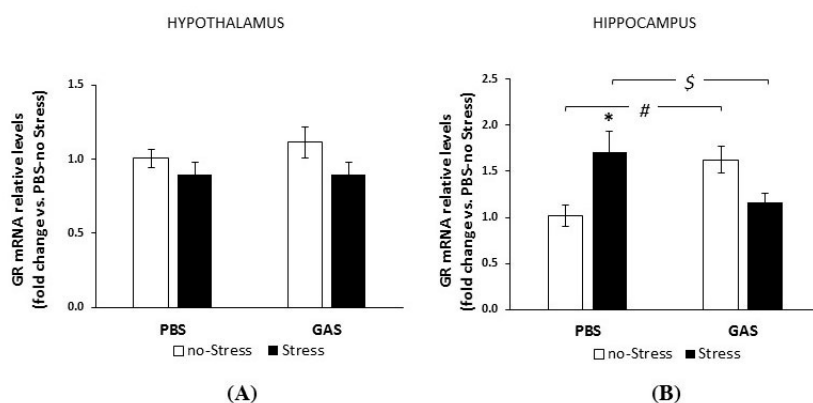 HYPOTHALAMUS
GR mRNA relative levels
(fold change vs. PBS-no Stress)
1.5
1.0
0.5
0.0
PBS
GAS
no-Stress
Stress
(A)
HIPPOCAMPUS
GR mRNA relative levels
(fold change vs. PBS-no Stress)
2.5
2.0
1.5
1.0
0.5
0.0
$
#
*
PBS
GAS
no-Stress
Stress
(B)